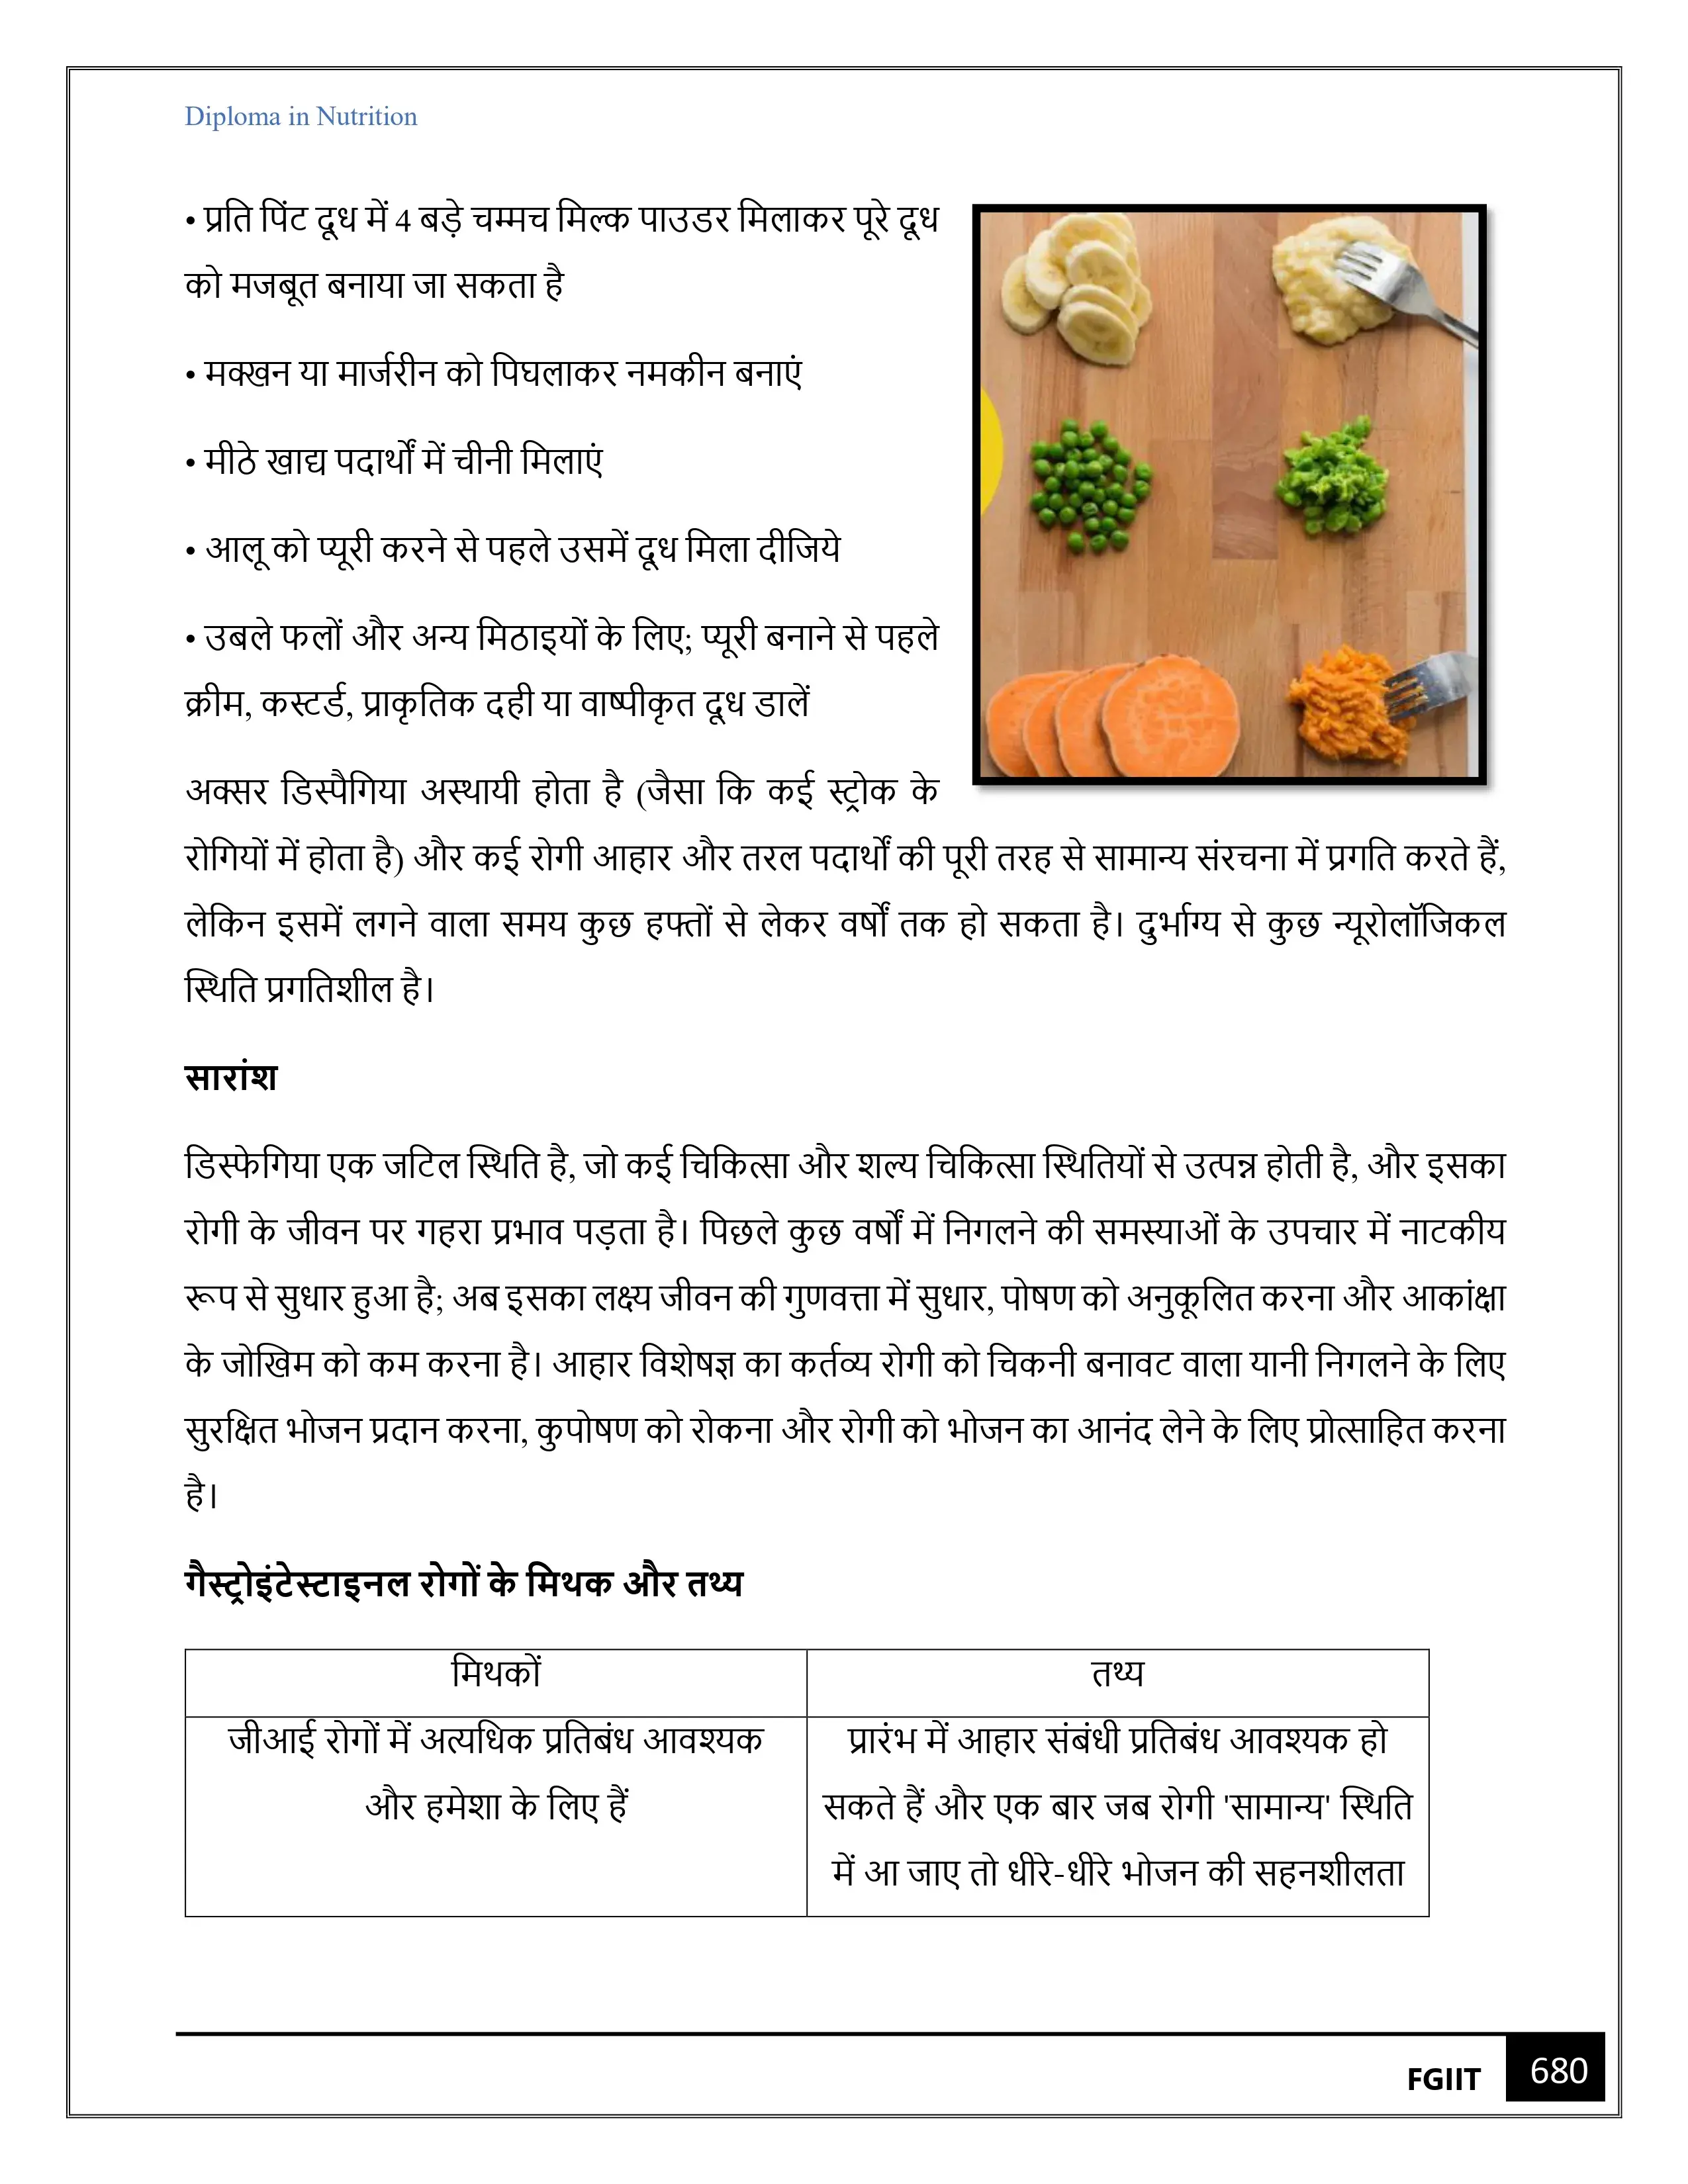 Diploma in Nutrition
• प्रति पिंट दूध में 4 बड़े चम्मच मिल्क पाउडर मिलाकर पूरे दूध
को मजबूत बनाया जा सकता है
• मक्खन या मार्जरीन को पिघलाकर नमकीन बनाएं
• मीठे खाद्य पदार्थों में चीनी मिलाएं
• आलू को प्यूरी करने से पहले उसमें दूध मिला दीजिये
• उबले फलों और अन्य मिठाइयों के लिए; प्यूरी बनाने से पहले
क्रीम, कस्टर्ड, प्राकृतिक दही या वाष्पीकृत दूध डालें
अक्सर डिस्पैगिया अस्थायी होता है (जैसा कि कई स्ट्रोक के
रोगियों में होता है) और कई रोगी आहार और तरल पदार्थों की पूरी तरह से सामान्य संरचना में प्रगति करते हैं,
लेकिन इसमें लगने वाला समय कुछ हफ्तों से लेकर वर्षों तक हो सकता है। दुर्भाग्य से कुछ न्यूरोलॉजिकल
स्थिति प्रगतिशील है।
सारांश
डिस्फेगिया एक जटिल स्थिति है, जो कई चिकित्सा और शल्य चिकित्सा स्थितियों से उत्पन्न होती है, और इसका
रोगी के जीवन पर गहरा प्रभाव पड़ता है। पिछले कुछ वर्षों में निगलने की समस्याओं के उपचार में नाटकीय
रूप से सुधार हुआ है; अब इसका लक्ष्य जीवन की गुणवत्ता में सुधार, पोषण को अनुकूलित करना और आकांक्षा
के जोखिम को कम करना है। आहार विशेषज्ञ का कर्तव्य रोगी को चिकनी बनावट वाला यानी निगलने के लिए
सुरक्षित भोजन प्रदान करना, कुपोषण को रोकना और रोगी को भोजन का आनंद लेने के लिए प्रोत्साहित करना
है।
गैस्ट्रोइंटेस्टाइनल रोगों के मिथक और तथ्य
मिथकों
तथ्य
जीआई रोगों में अत्यधिक प्रतिबंध आवश्यक
और हमेशा के लिए हैं
प्रारंभ में आहार संबंधी प्रतिबंध आवश्यक हो
सकते हैं और एक बार जब रोगी 'सामान्य' स्थिति
में आ जाए तो धीरे-धीरे भोजन की सहनशीलता
FGIIT
680